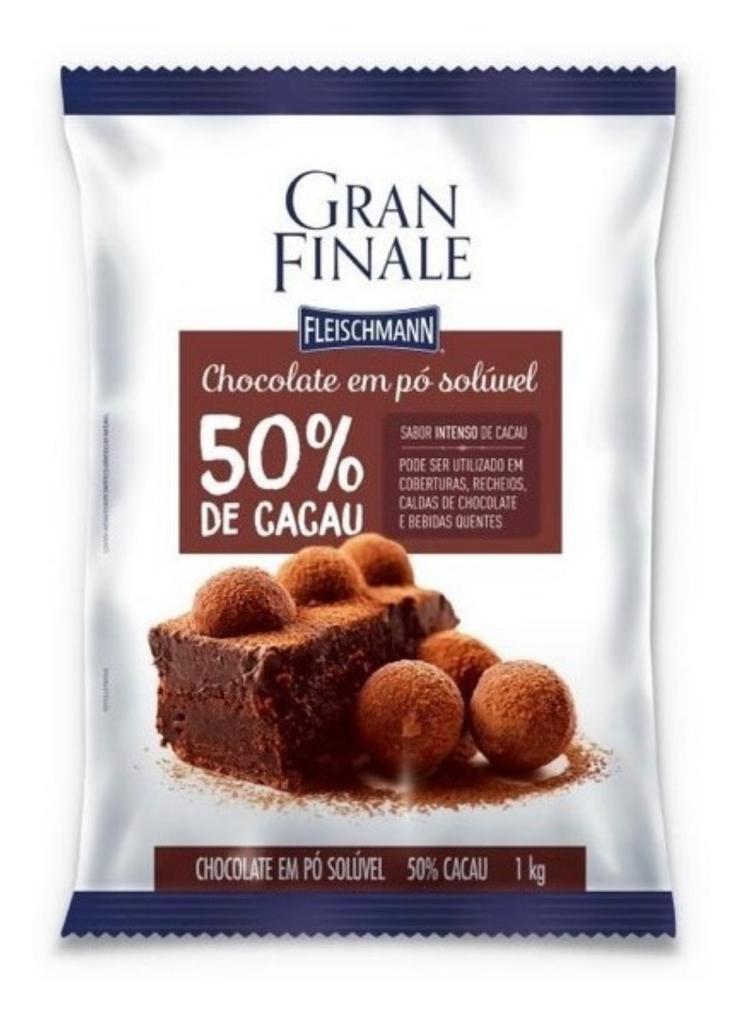 GRAN
FINALE
FLEISCHMANN
Chocolate em pó solúvel
50%
DE CACAU
SABOR INTENSO DE CACAU
PODE SER UTILIZADO EM
COBERTURAS, RECHEIOS,
CALDAS DE CHOCOLATE
E BEBIDAS QUENTES
CHOCOLATE EM PÓ SOLÚVEL 50% CACAU 1 kg